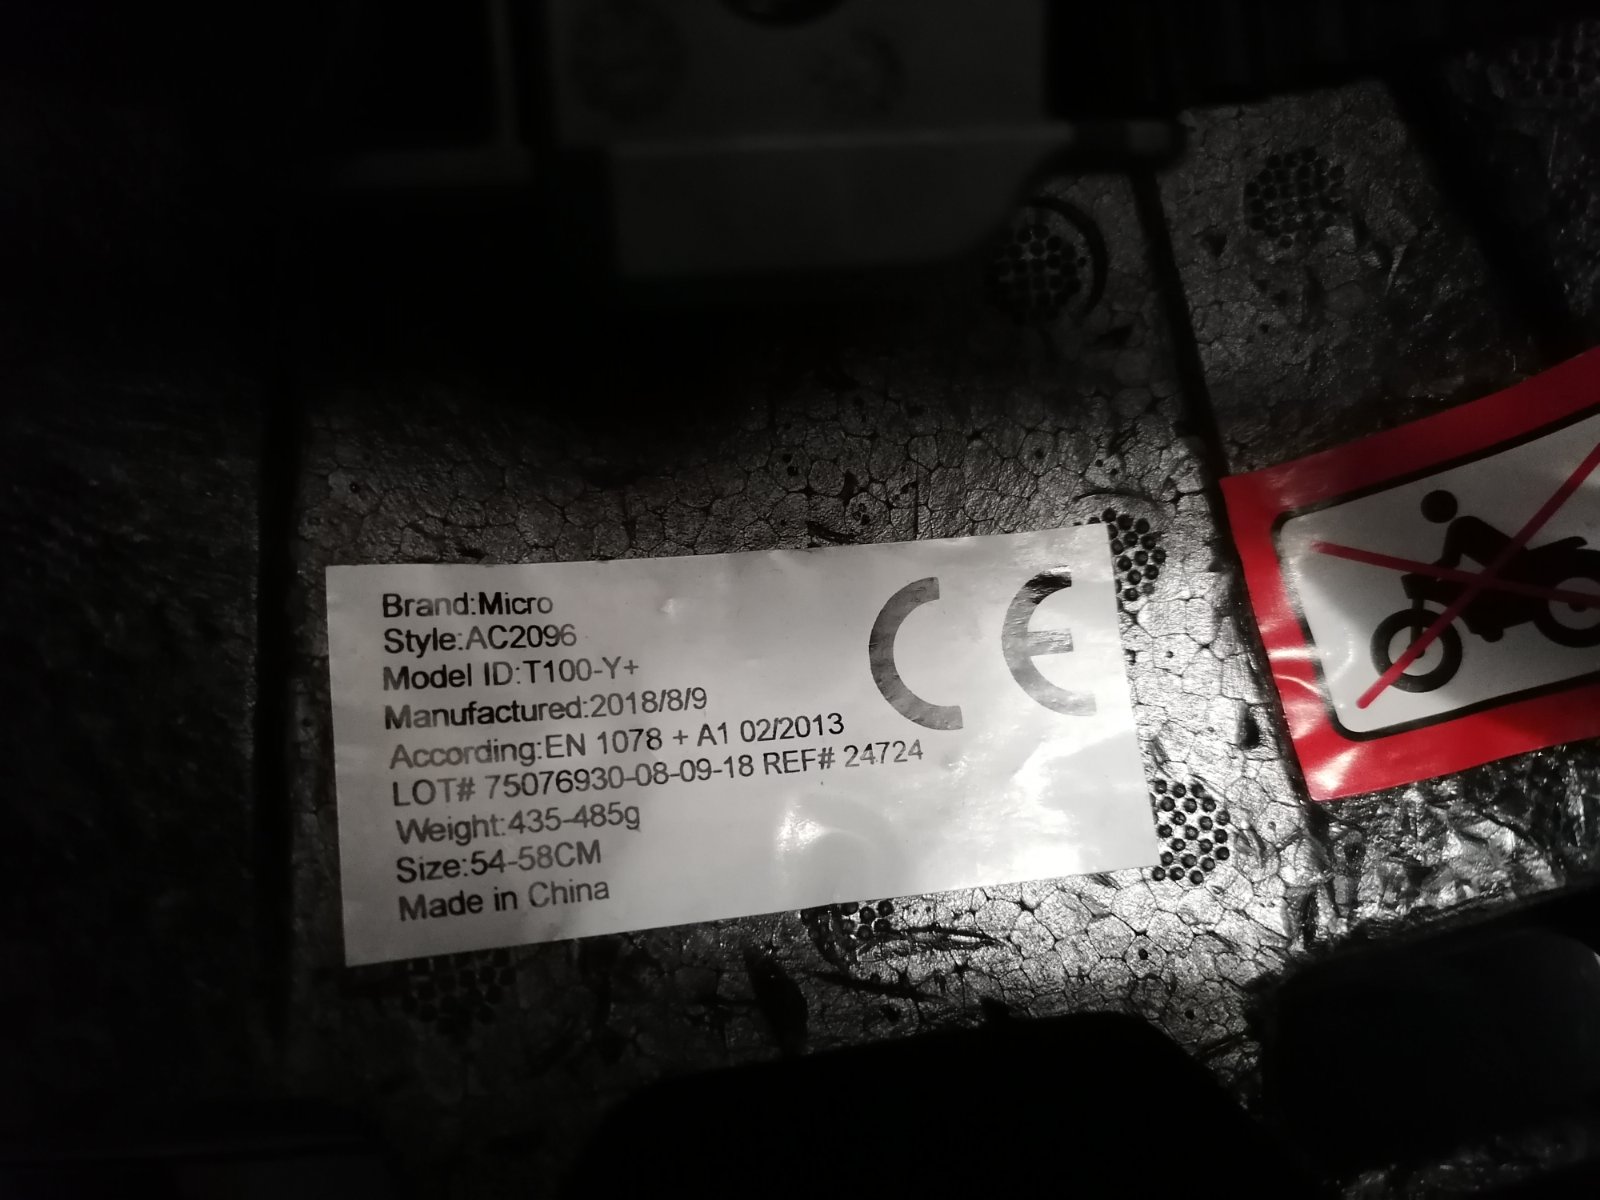 Brand:Micro
Style:AC2096
Model ID:T100-Y+
Manufactured:2018/8/9
According:EN 1078 + A1 02/2013
LOT# 75076930-08-09-18 REF# 24724
Weight:435-485g
Size:54-58CM
Made in China
CE